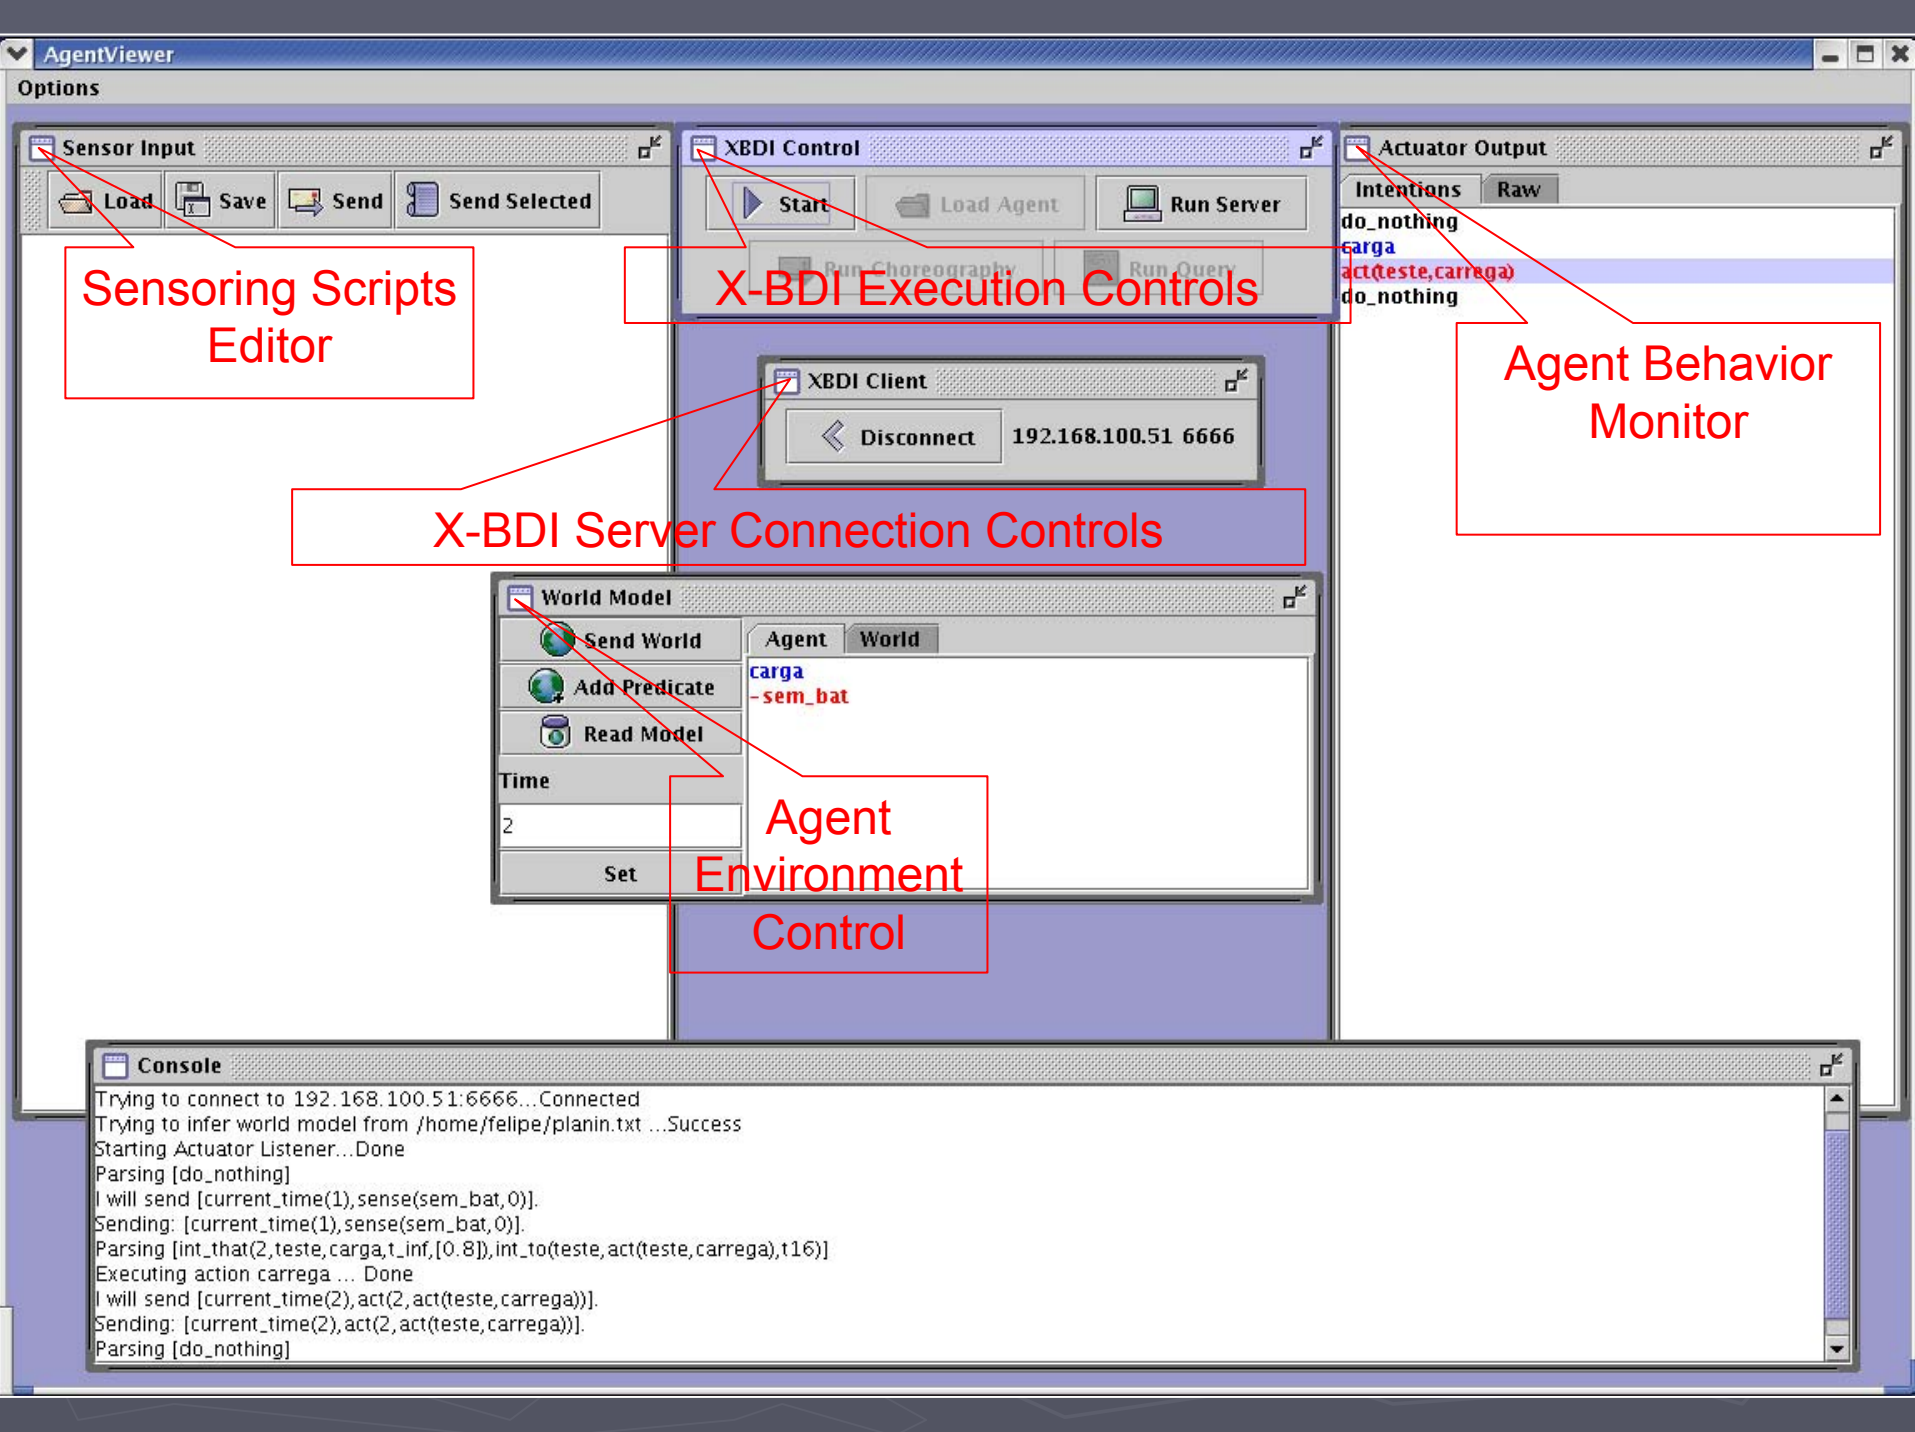 AgentViewer
Options
Sensor Input
Load Save Send Send Selected
Sensoring Scripts
Editor
XBDI Control
Start Load Agent Run Server
Run Choreography Run Query
X-BDI Execution Controls
Actuator Output
Intentions Raw
do_nothing
carga
act(teste,carrega)
do_nothing
Agent Behavior
Monitor
XBDI Client
Disconnect 192.168.100.51 6666
X-BDI Server Connection Controls
World Model
Send World
Add Predicate
Read Model
Time
2
Set
Agent World
carga
-sem_bat
Agent
Environment
Control
Console
Trying to connect to 192.168.100.51:6666...Connected
Trying to infer world model from /home/felipe/planin.txt ...Success
Starting Actuator Listener...Done
Parsing [do_nothing]
I will send [current_time(1),sense(sem_bat,0)].
Sending: [current_time(1),sense(sem_bat,0)].
Parsing [int_that(2,teste,carga,t_inf,[0.8]),int_to(teste,act(teste,carrega),t16)]
Executing action carrega ... Done
I will send [current_time(2),act(2,act(teste,carrega))].
Sending: [current_time(2),act(2,act(teste,carrega))].
Parsing [do_nothing]